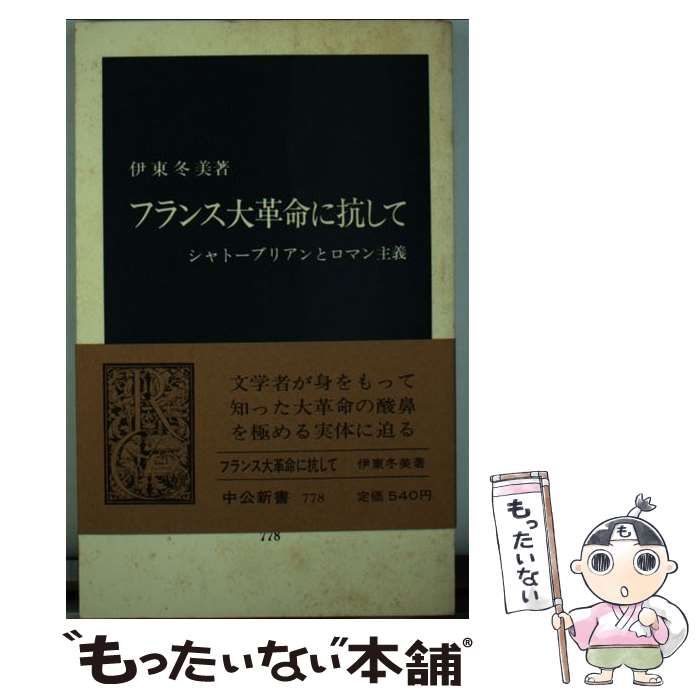 伊東冬美著
フランス大革命に抗して
シャトーブリアンとロマン主義
文学者が身をもって
知った大革命の酸鼻
を極める実体に迫る
フランス大革命に抗して 伊東冬美著
中公新書 778 定価 540円
778
も
もったいない
"もったいない"本舗®